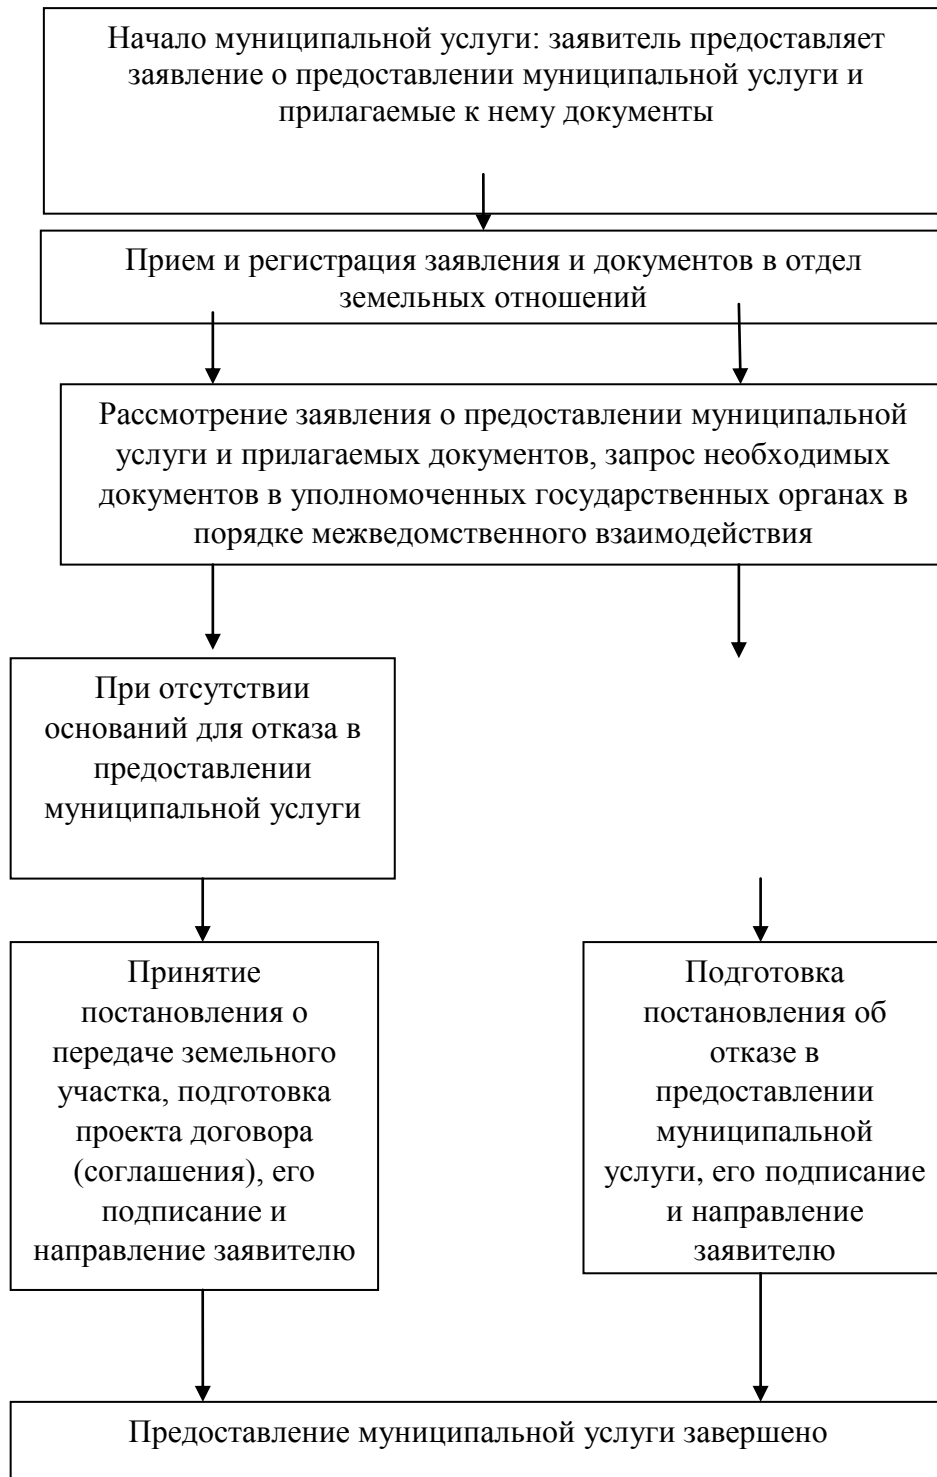 Начало муниципальной услуги: заявитель предоставляет
заявление о предоставлении муниципальной услуги и
прилагаемые к нему документы
Прием и регистрация заявления и документов в отдел
земельных отношений
Рассмотрение заявления о предоставлении муниципальной
услуги и прилагаемых документов, запрос необходимых
документов в уполномоченных государственных органах в
порядке межведомственного взаимодействия
При отсутствии
оснований для отказа в
предоставлении
муниципальной услуги
Принятие
постановления о
передаче земельного
участка, подготовка
проекта договора
(соглашения), его
подписание и
направление заявителю
Подготовка
постановления об
отказе в
предоставлении
муниципальной
услуги, его подписание
и направление
заявителю
Предоставление муниципальной услуги завершено